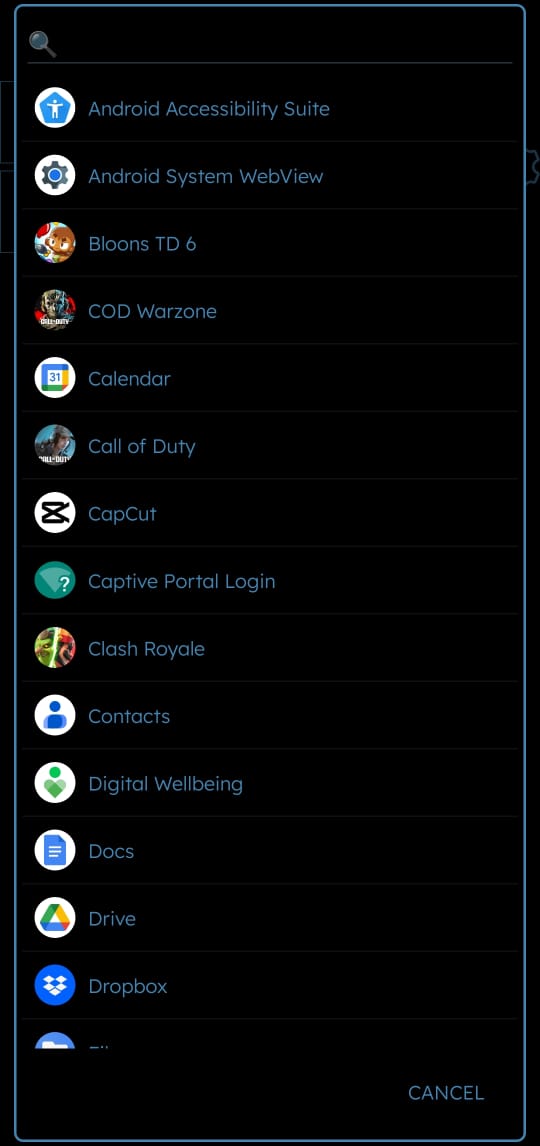 Android Accessibility Suite
Android System WebView
Bloons TD 6
COD Warzone
31
Calendar
Call of Duty
CapCut
?
Captive Portal Login
Clash Royale
Contacts
Digital Wellbeing
Docs
Drive
Dropbox
CANCEL